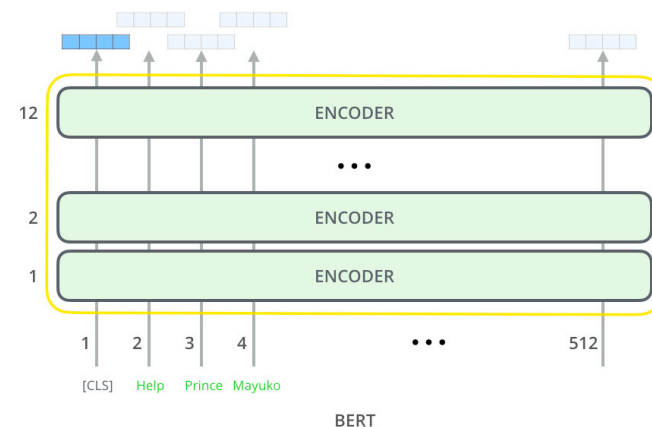 12 ENCODER
• • •
2 ENCODER
1 ENCODER
1 2 3 4 • • • 512
[CLS] Help Prince Mayuko
BERT